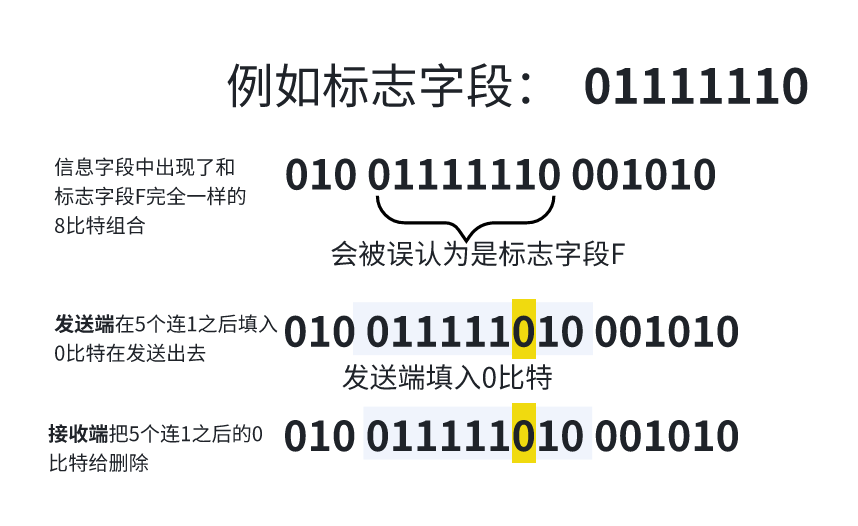 例如标志字段： 01111110
信息字段中出现了和
标志字段F完全一样的
8比特组合
010 01111110 001010
会被误认为是标志字段F
发送端在5个连1之后填入
0比特在发送出去
010 011111010 001010
发送端填入0比特
接收端把5个连1之后的0
比特给删除
010 011111010 001010